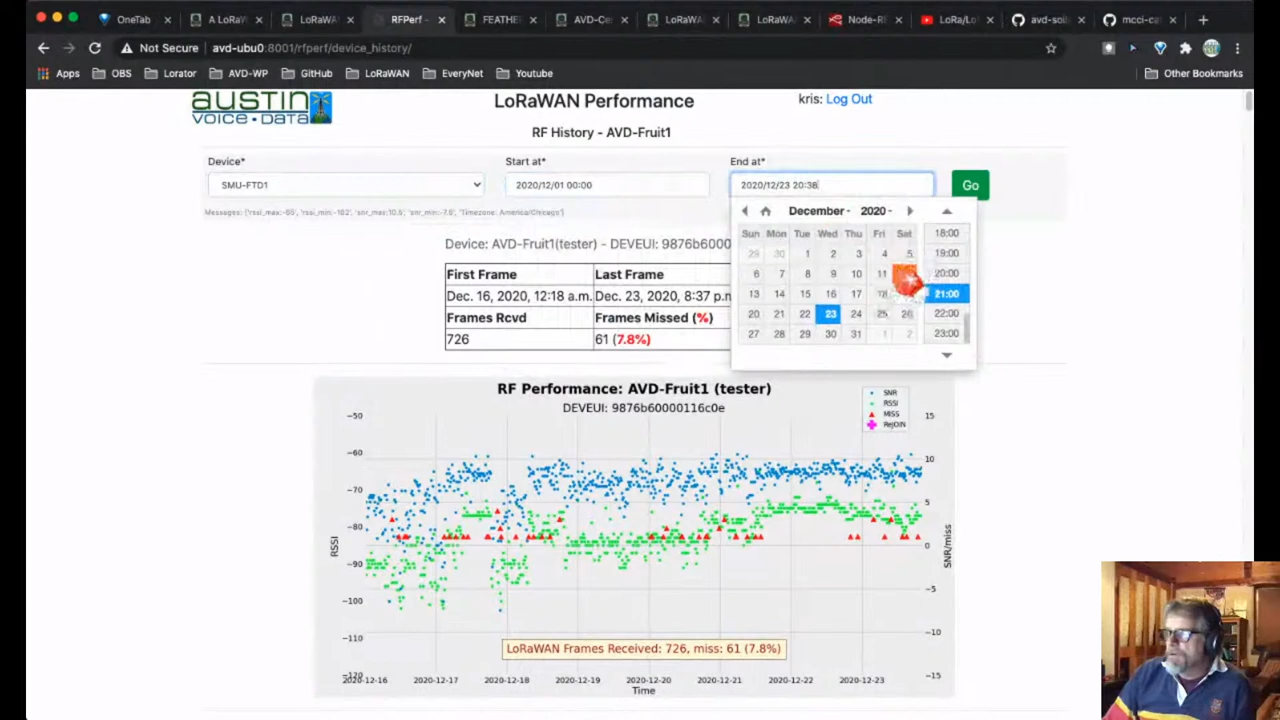 OneTab
A LoRaW
LoRaWA
RFPerf -
FEATHER
AVD-Ce
LoRaWA
LoRaWA
Node-RE
LoRa/Lo
avd-soil
mcci-ca
Not Secure avd-ubu0:8001/rfperf/device_history/
Apps OBS Lorator AVD-WP GitHub LoRaWAN EveryNet Youtube Other Bookmarks
AUSTIN
VOICE • DATA
LoRaWAN Performance
kris: Log Out
RF History - AVD-Fruit1
Device* Start at* End at*
SMU-FTD1 2020/12/01 00:00 2020/12/23 20:38 Go
December 2020
Sun Mon Tue Wed Thu Fri Sat
29 30 1 2 3 4 5
6 7 8 9 10 11
13 14 15 16 17 18
20 21 22 23 24 25 26
27 28 29 30 31 1 2
18:00
19:00
20:00
21:00
22:00
23:00
Device: AVD-Fruit1(tester) - DEVEUI: 9876b6000
First Frame Last Frame
Dec. 16, 2020, 12:18 a.m. Dec. 23, 2020, 8:37 p.m
Frames Rcvd Frames Missed (%)
726 61 (7.8%)
RF Performance: AVD-Fruit1 (tester)
DEVEUI: 9876b60000116c0e
SNR
RSSI
MISS
ReJOIN
−50
−60
−70
−80
−90
−100
−110
−120
RSSI
15
10
5
0
−5
−10
−15
SNR/miss
LoRaWAN Frames Received: 726, miss: 61 (7.8%)
2020-12-16 2020-12-17 2020-12-18 2020-12-19 2020-12-20 2020-12-21 2020-12-22 2020-12-23
Time